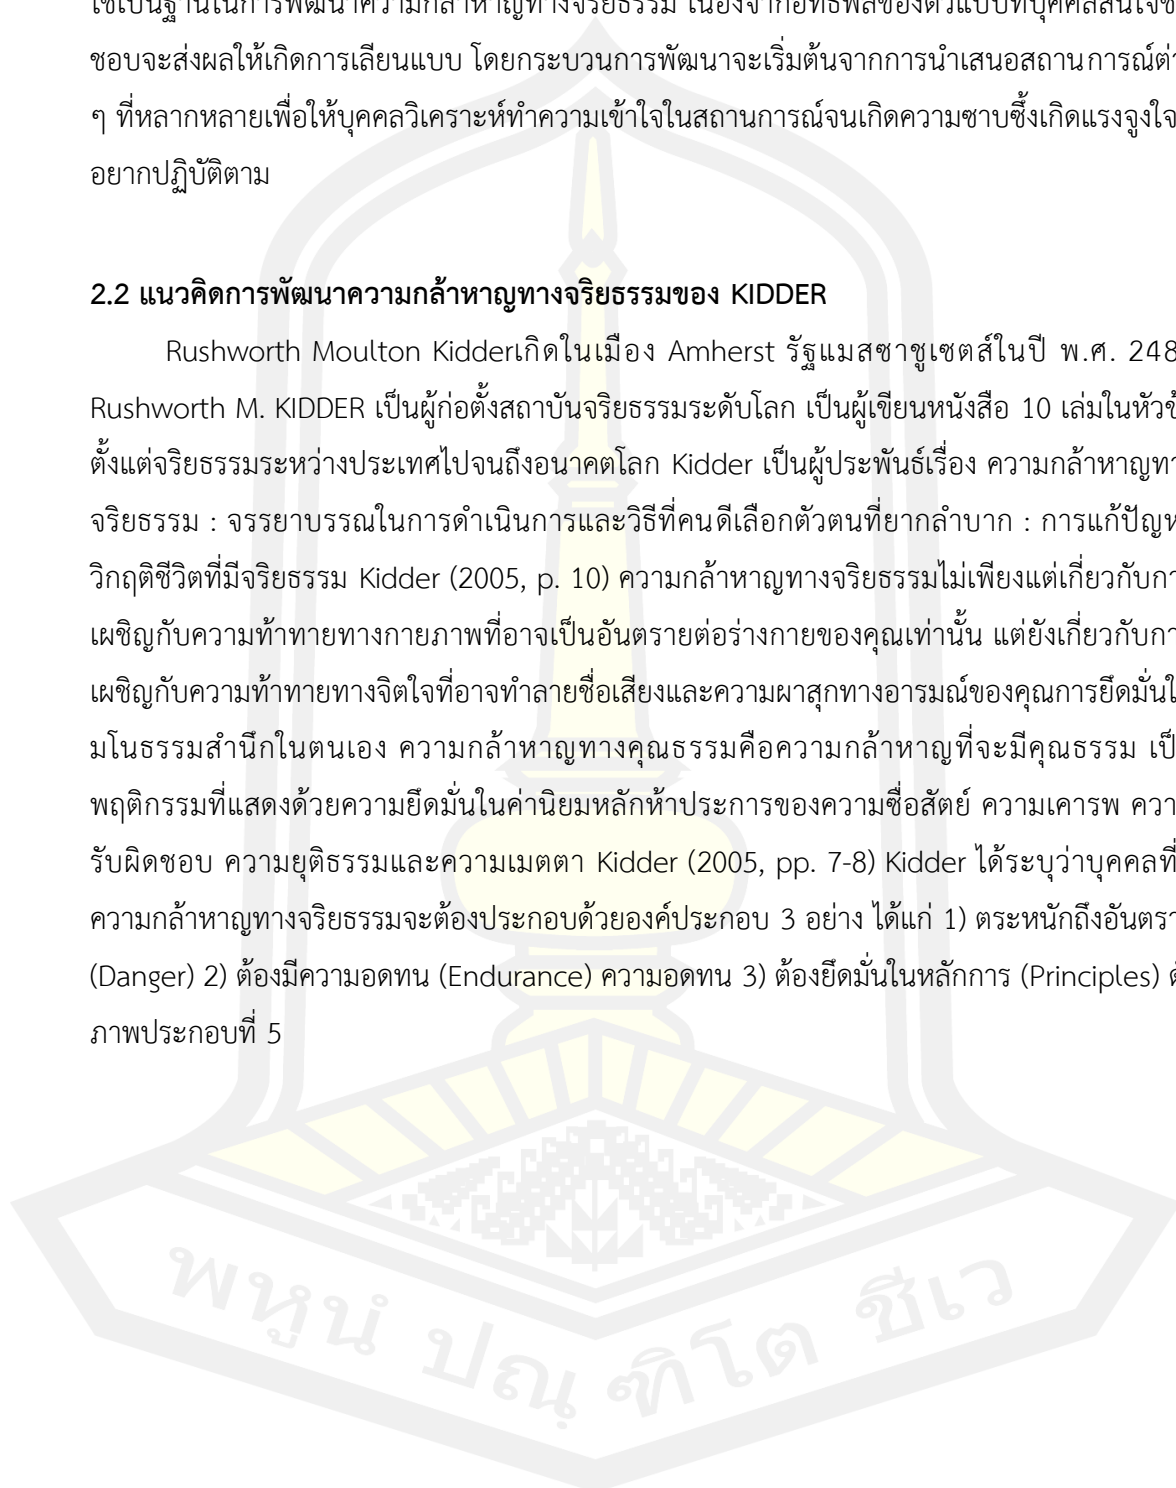 ใช้เป็นฐานในการพัฒนาความกล้าหาญทางจริยธรรม เนื่องจากอิทธิพลของตัวแบบที่บุคคลสนใจ
ชอบจะส่งผลให้เกิดการเลียนแบบ โดยกระบวนการพัฒนาจะเริ่มต้นจากการนำเสนอสถานการณ์ต่
ๆ ที่หลากหลายเพื่อให้บุคคลวิเคราะห์ทำความเข้าใจในสถานการณ์จนเกิดความซาบซึ้งเกิดแรงจูงใจ
อยากปฏิบัติตาม
2.2 แนวคิดการพัฒนาความกล้าหาญทางจริยธรรมของ KIDDER
Rushworth Moulton Kidderเกิดในเมือง Amherst รัฐแมสซาชูเซตส์ในปี พ.ศ. 248
Rushworth M. KIDDER เป็นผู้ก่อตั้งสถาบันจริยธรรมระดับโลก เป็นผู้เขียนหนังสือ 10 เล่มในหัวข้
ตั้งแต่จริยธรรมระหว่างประเทศไปจนถึงอนาคตโลก Kidder เป็นผู้ประพันธ์เรื่อง ความกล้าหาญทา
จริยธรรม : จรรยาบรรณในการดำเนินการและวิธีที่คนดีเลือกตัวตนที่ยากลำบาก : การแก้ปัญห
วิกฤติชีวิตที่มีจริยธรรม Kidder (2005, p. 10) ความกล้าหาญทางจริยธรรมไม่เพียงแต่เกี่ยวกับกา
เผชิญกับความท้าทายทางกายภาพที่อาจเป็นอันตรายต่อร่างกายของคุณเท่านั้น แต่ยังเกี่ยวกับกา
เผชิญกับความท้าทายทางจิตใจที่อาจทำลายชื่อเสียงและความผาสุกทางอารมณ์ของคุณการยึดมั่นใ
มโนธรรมสำนึกในตนเอง ความกล้าหาญทางคุณธรรมคือความกล้าหาญที่จะมีคุณธรรม เป็
พฤติกรรมที่แสดงด้วยความยึดมั่นในค่านิยมหลักห้าประการของความซื่อสัตย์ ความเคารพ ควา
รับผิดชอบ ความยุติธรรมและความเมตตา Kidder (2005, pp. 7-8) Kidder ได้ระบุว่าบุคคลที่
ความกล้าหาญทางจริยธรรมจะต้องประกอบด้วยองค์ประกอบ 3 อย่าง ได้แก่ 1) ตระหนักถึงอันตรา
(Danger) 2) ต้องมีความอดทน (Endurance) ความอดทน 3) ต้องยึดมั่นในหลักการ (Principles) ดั
ภาพประกอบที่ 5
พหูนํ ปณฺฑิโต ชีเว